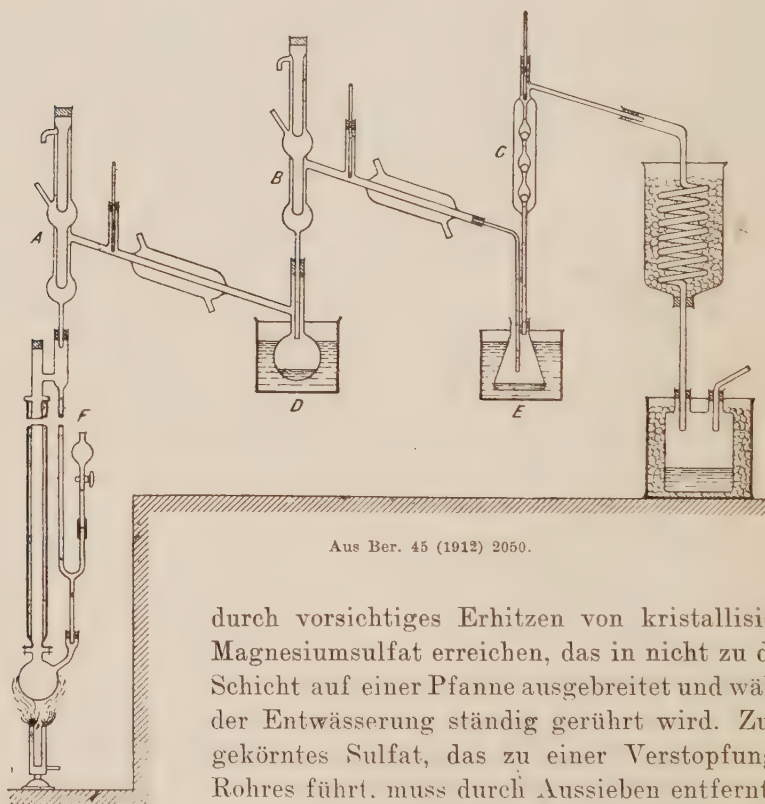 A
B
C
D
E
F
Aus Ber. 45 (1912) 2050.
durch vorsichtiges Erhitzen von kristallisi
Magnesiumsulfat erreichen, das in nicht zu d
Schicht auf einer Pfanne ausgebreitet und wäh
der Entwässerung ständig gerührt wird. Zu
gekörntes Sulfat, das zu einer Verstopfung
Rohres führt, muss durch Aussieben entfernt